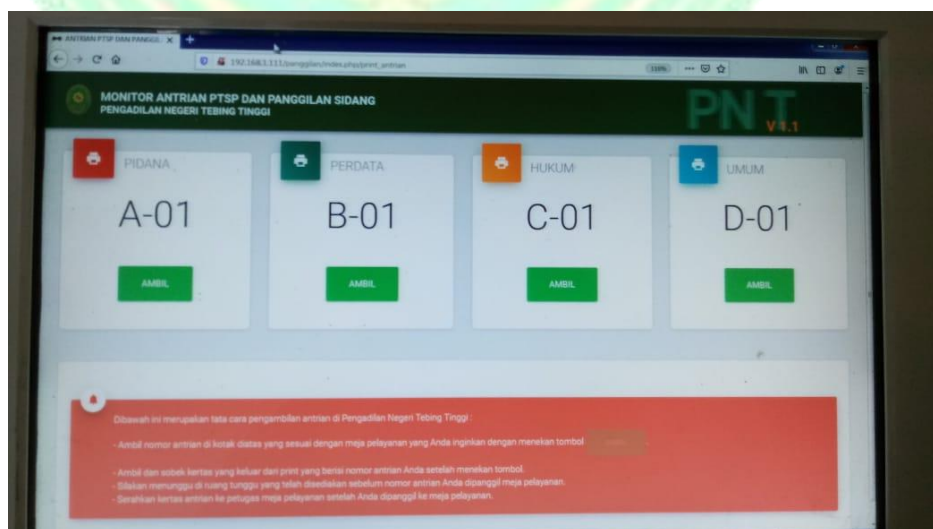 ANTRIAN PTSP DAN PANGGIL
192.168.1.111/panggilan/index.php/print_antrian
110%
MONITOR ANTRIAN PTSP DAN PANGGILAN SIDANG
PENGADILAN NEGERI TEBING TINGGI
PNT
V 1.1
PIDANA PERDATA HUKUM UMUM
A-01 B-01 C-01 D-01
AMBIL AMBIL AMBIL AMBIL
Dibawah ini merupakan tata cara pengambilan antrian di Pengadilan Negeri Tebing Tinggi :
- Ambil nomor antrian di kotak diatas yang sesuai dengan meja pelayanan yang Anda inginkan dengan menekan tombol
- Ambil dan sobek kertas yang keluar dari print yang berisi nomor antrian Anda setelah menekan tombol.
- Silakan menunggu di ruang tunggu yang telah disediakan sebelum nomor antrian Anda dipanggil meja pelayanan.
- Serahkan kertas antrian ke petugas meja pelayanan setelah Anda dipanggil ke meja pelayanan.